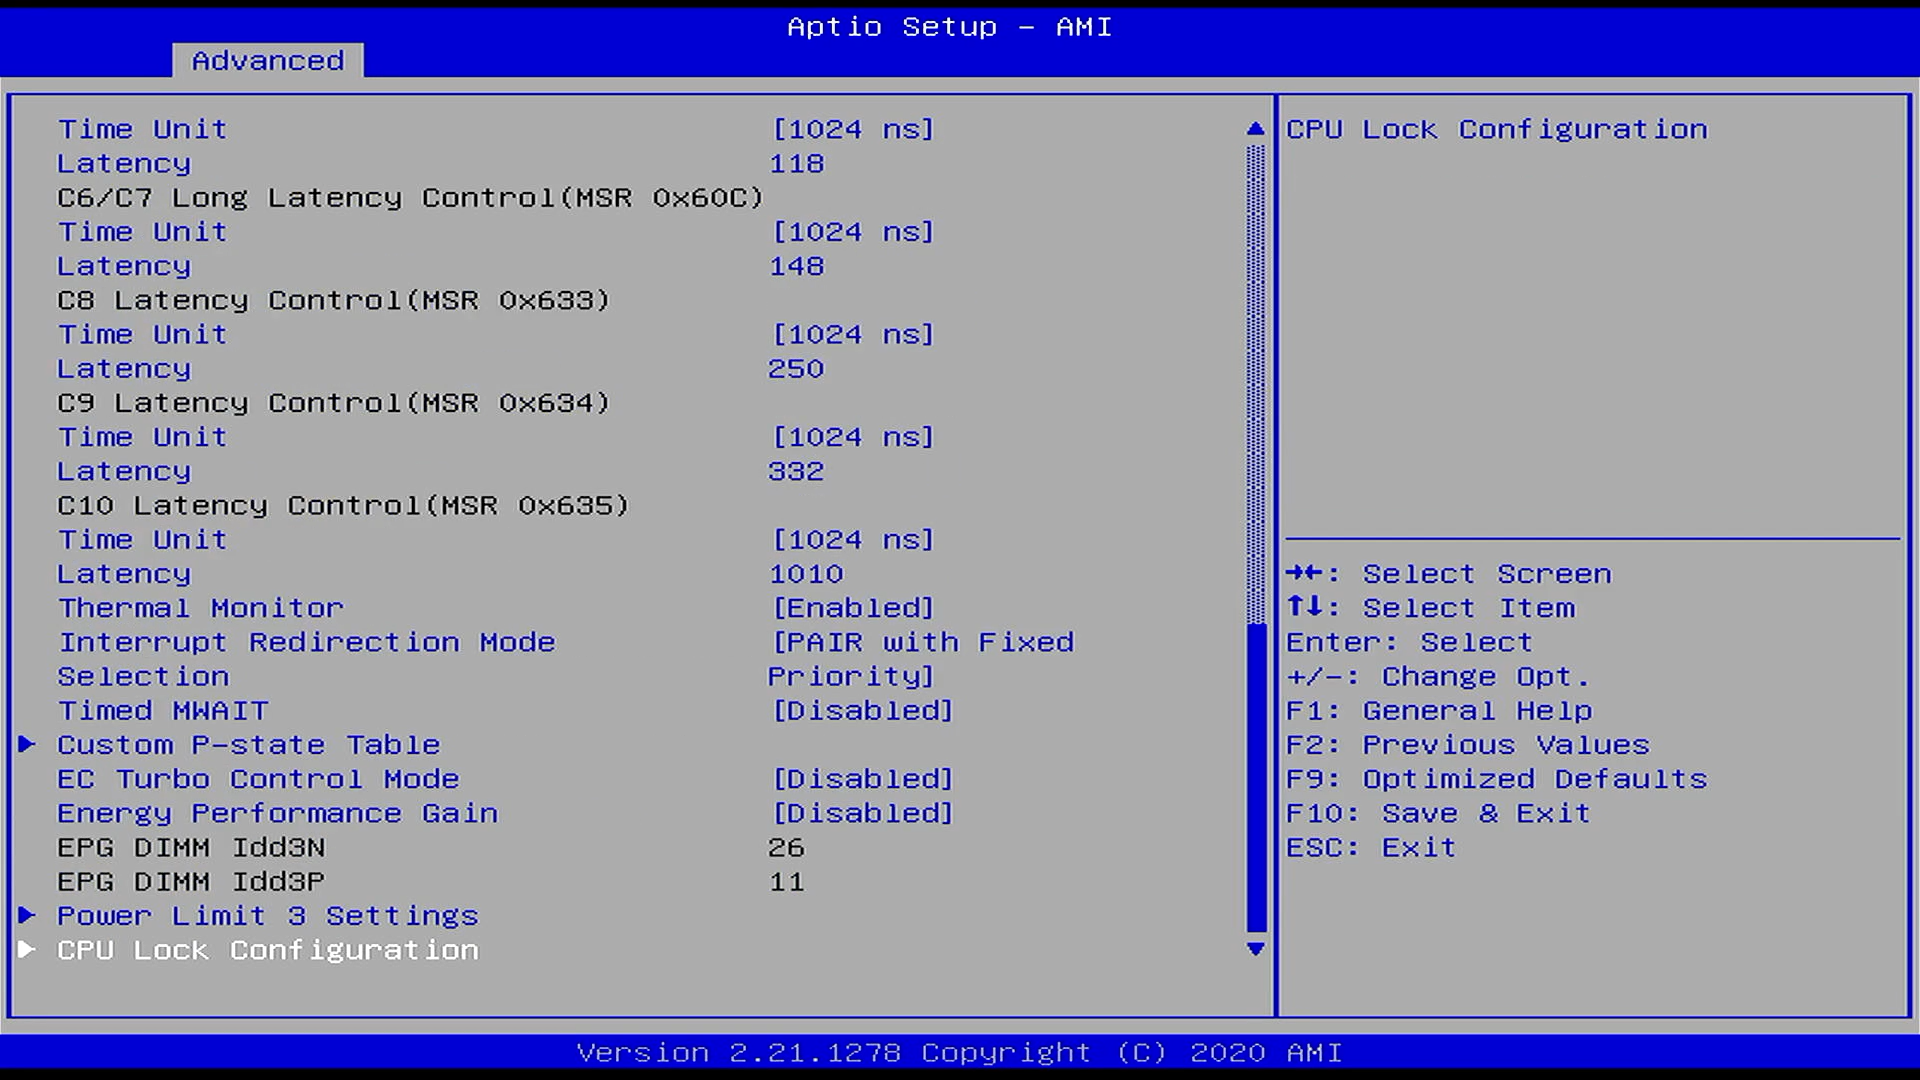 Aptio Setup – AMI
Advanced
Time Unit [1024 ns]
Latency 118
C6/C7 Long Latency Control(MSR 0x60C)
Time Unit [1024 ns]
Latency 148
C8 Latency Control(MSR 0x633)
Time Unit [1024 ns]
Latency 250
C9 Latency Control(MSR 0x634)
Time Unit [1024 ns]
Latency 332
C10 Latency Control(MSR 0x635)
Time Unit [1024 ns]
Latency 1010
Thermal Monitor [Enabled]
Interrupt Redirection Mode [PAIR with Fixed
Selection Priority]
Timed MWAIT [Disabled]
Custom P-state Table
EC Turbo Control Mode [Disabled]
Energy Performance Gain [Disabled]
EPG DIMM Idd3N 26
EPG DIMM Idd3P 11
Power Limit 3 Settings
CPU Lock Configuration
CPU Lock Configuration
→←: Select Screen
↑↓: Select Item
Enter: Select
+/-: Change Opt.
F1: General Help
F2: Previous Values
F9: Optimized Defaults
F10: Save & Exit
ESC: Exit
Version 2.21.1278 Copyright (C) 2020 AMI